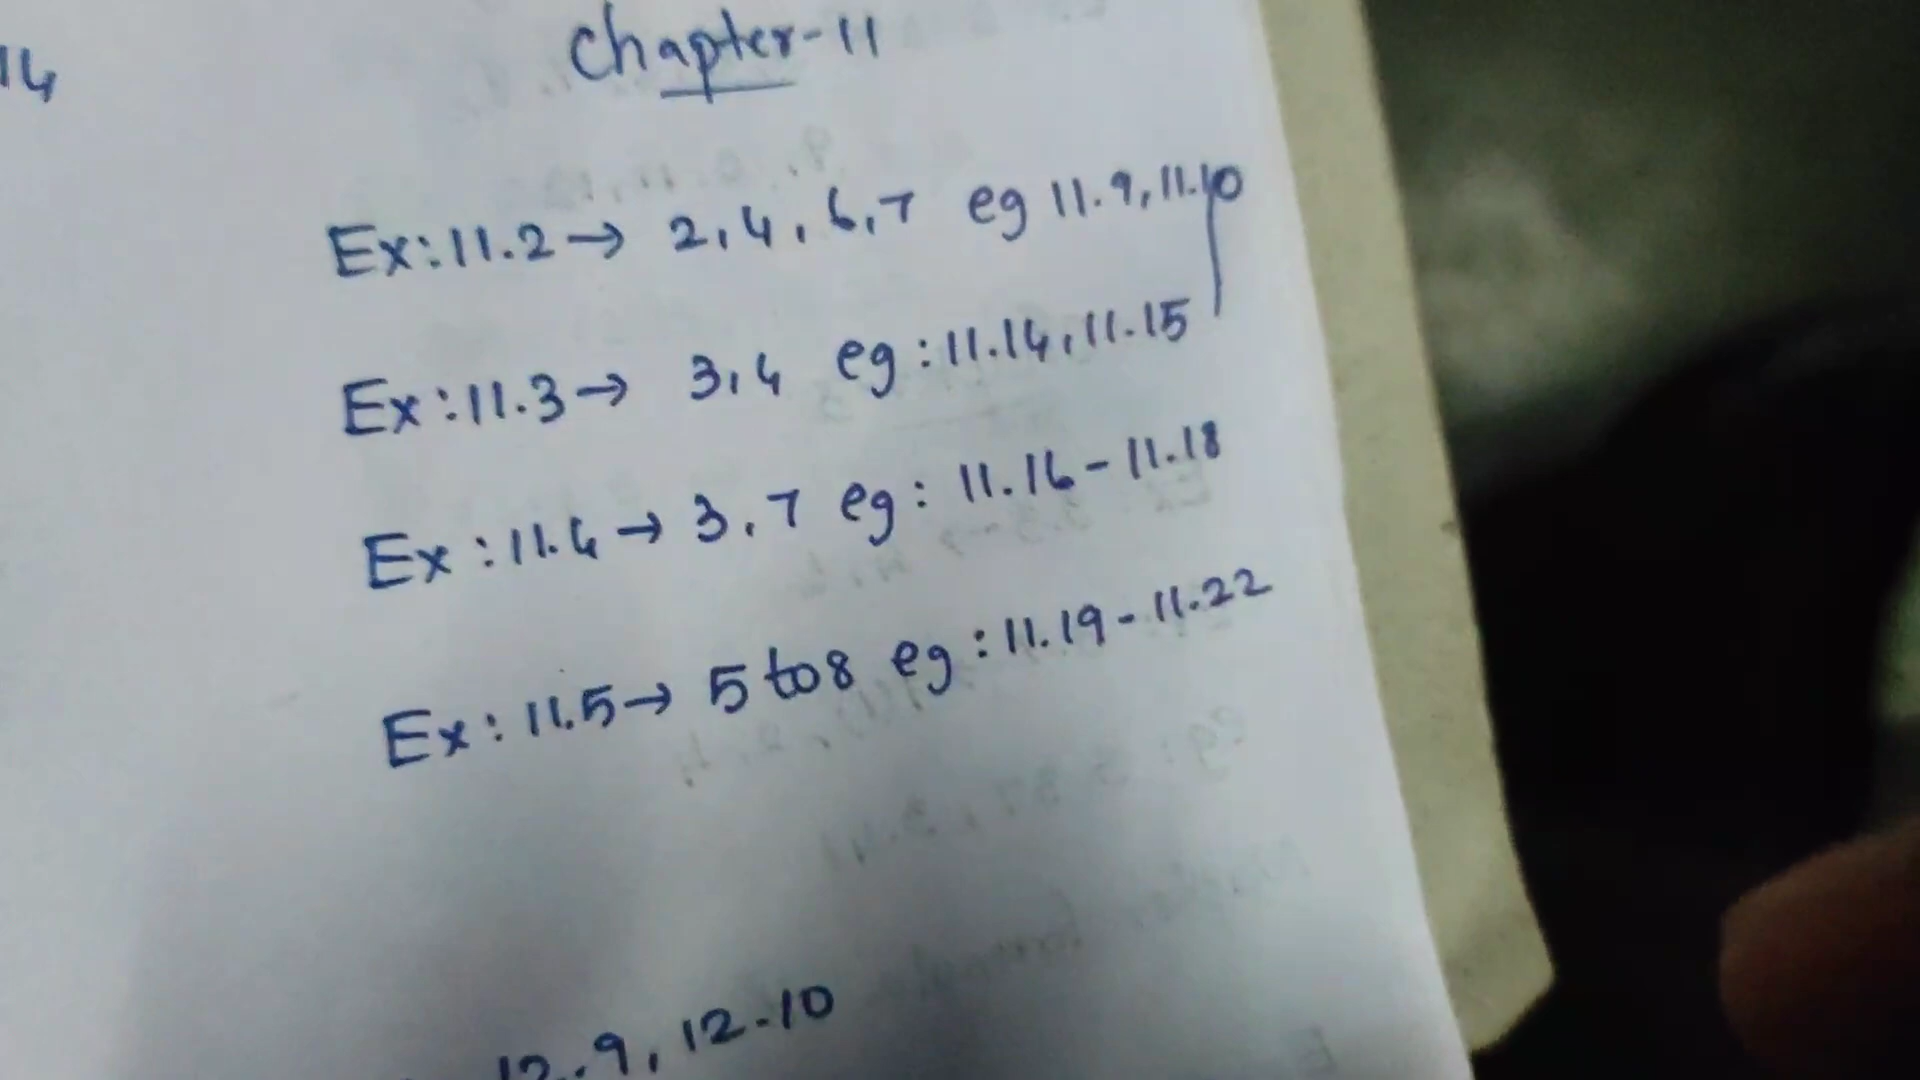 14
Chapter-11
Ex:11.2→ 2,4,6,7 eg 11.9,11.10
Ex:11.3→ 3,4 eg:11.14,11.15
Ex:11.4→ 3,7 eg: 11.16-11.18
Ex:11.5→ 5 to 8 eg:11.19-11.22
12.9, 12.10